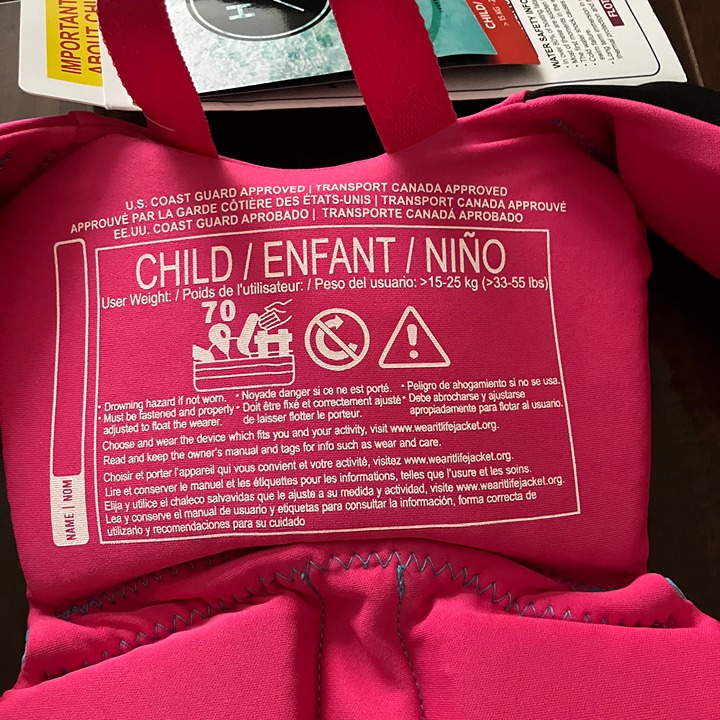 IMPORTANT
ABOUT CHI
H
CHILD/
> 15 KG
WATER SAFETY
FLO
U.S. COAST GUARD APPROVED | TRANSPORT CANADA APPROVED
APPROUVÉ PAR LA GARDE CÔTIÈRE DES ÉTATS-UNIS | TRANSPORT CANADA APPROUVÉ
EE.UU. COAST GUARD APROBADO | TRANSPORTE CANADÁ APROBADO
CHILD / ENFANT / NIÑO
User Weight: / Poids de l'utilisateur: / Peso del usuario: >15-25 kg (>33-55 lbs)
70
• Drowning hazard if not worn.
• Must be fastened and properly
adjusted to float the wearer.
• Noyade danger si ce ne est porté.
• Doit être fixé et correctement ajusté
de laisser flotter le porteur.
• Peligro de ahogamiento si no se usa.
• Debe abrocharse y ajustarse
apropiadamente para flotar al usuario.
Choose and wear the device which fits you and your activity, visit www.wearitlifejacket.org.
Read and keep the owner's manual and tags for info such as wear and care.
Choisir et porter l'appareil qui vous convient et votre activité, visitez www.wearitlifejacket.org.
Lire et conserver le manuel et les étiquettes pour les informations, telles que l'usure et les soins.
Elija y utilice el chaleco salvavidas que le ajuste a su medida y actividad, visite www.wearitlifejacket.org.
Lea y conserve el manual de usuario y etiquetas para consultar la información, forma correcta de
utilizarlo y recomendaciones para su cuidado
NAME | NOM